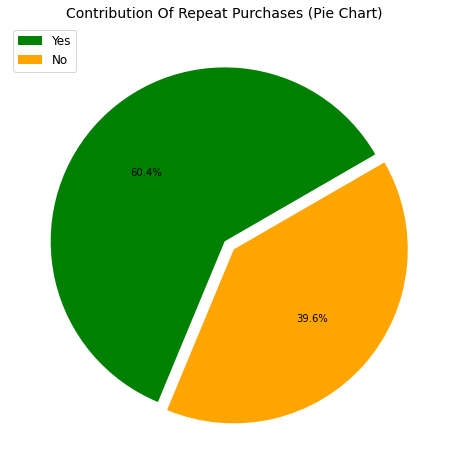 Contribution Of Repeat Purchases (Pie Chart)
Yes
No
60.4%
39.6%